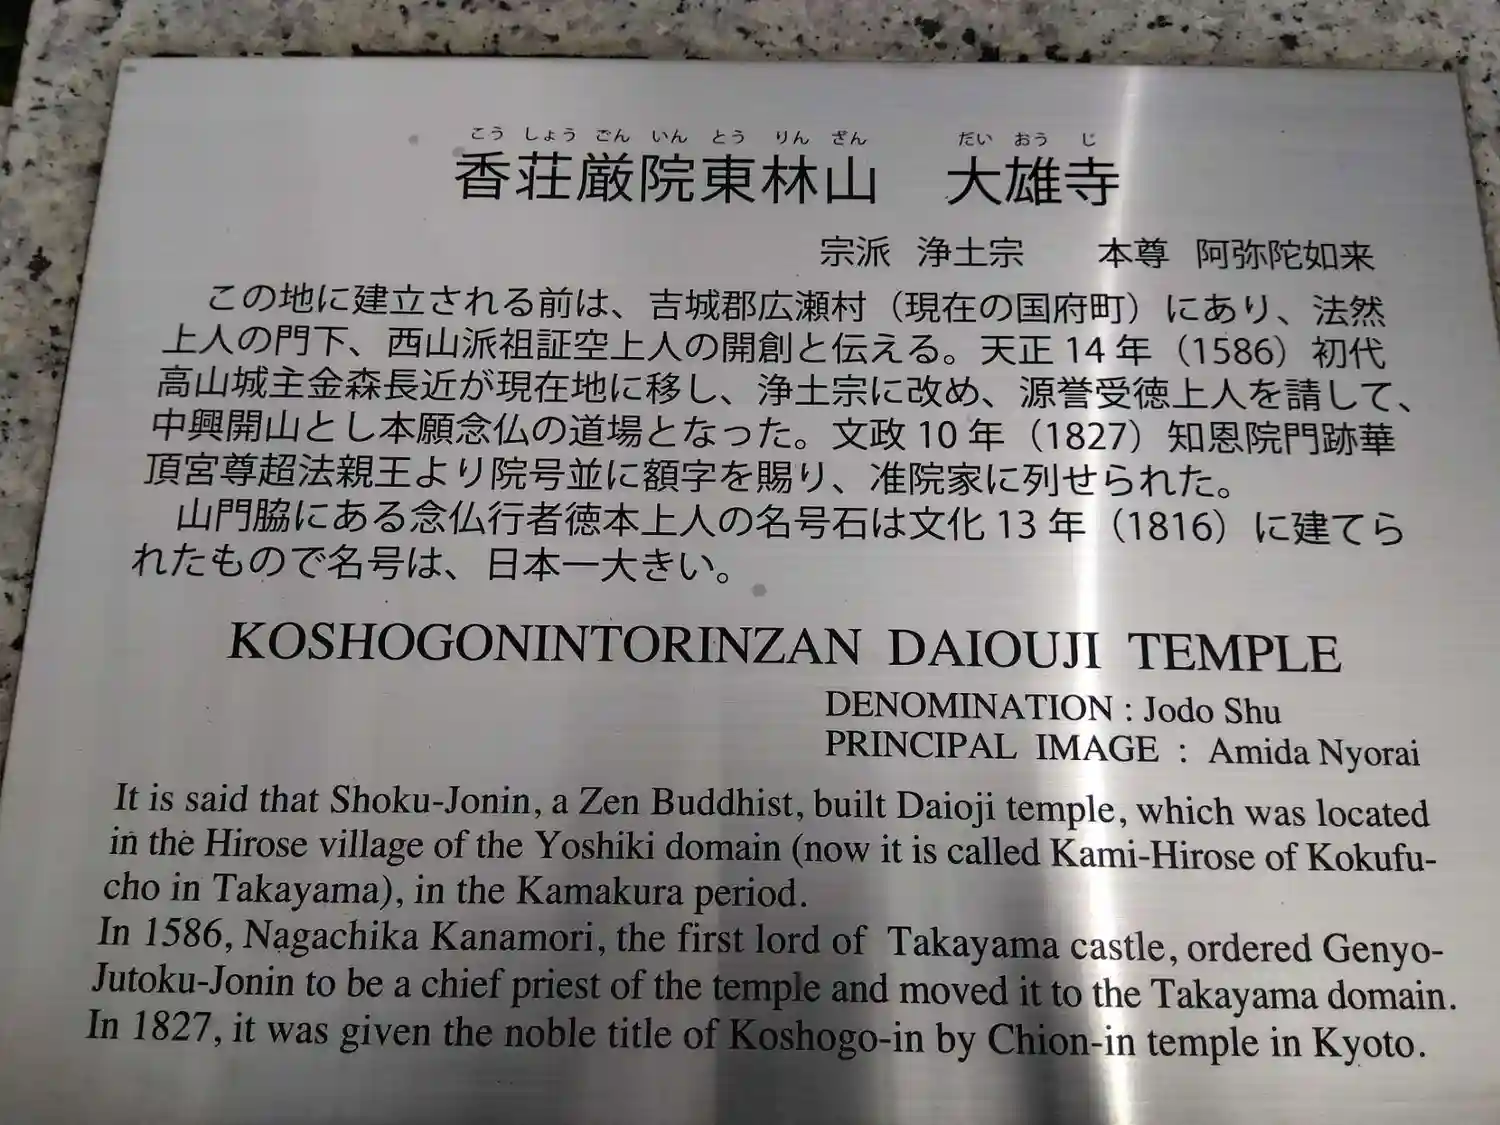 こう しょう ごん いん とう りん ざん だい おう じ
香荘厳院東林山 大雄寺
宗派 浄土宗 本尊 阿弥陀如来
この地に建立される前は、吉城郡広瀬村（現在の国府町）にあり、法然
上人の門下、西山派祖証空上人の開創と伝える。天正 14 年（1586）初代
高山城主金森長近が現在地に移し、浄土宗に改め、源誉受徳上人を請して、
中興開山とし本願念仏の道場となった。文政 10 年（1827）知恩院門跡華
頂宮尊超法親王より院号並に額字を賜り、准院家に列せられた。
山門脇にある念仏行者徳本上人の名号石は文化 13 年（1816）に建てら
れたもので名号は、日本一大きい。
KOSHOGONINTORINZAN DAIOUJI TEMPLE
DENOMINATION : Jodo Shu
PRINCIPAL IMAGE : Amida Nyorai
It is said that Shoku-Jonin, a Zen Buddhist, built Daioji temple, which was located
in the Hirose village of the Yoshiki domain (now it is called Kami-Hirose of Kokufu-
cho in Takayama), in the Kamakura period.
In 1586, Nagachika Kanamori, the first lord of Takayama castle, ordered Genyo-
Jutoku-Jonin to be a chief priest of the temple and moved it to the Takayama domain.
In 1827, it was given the noble title of Koshogo-in by Chion-in temple in Kyoto.